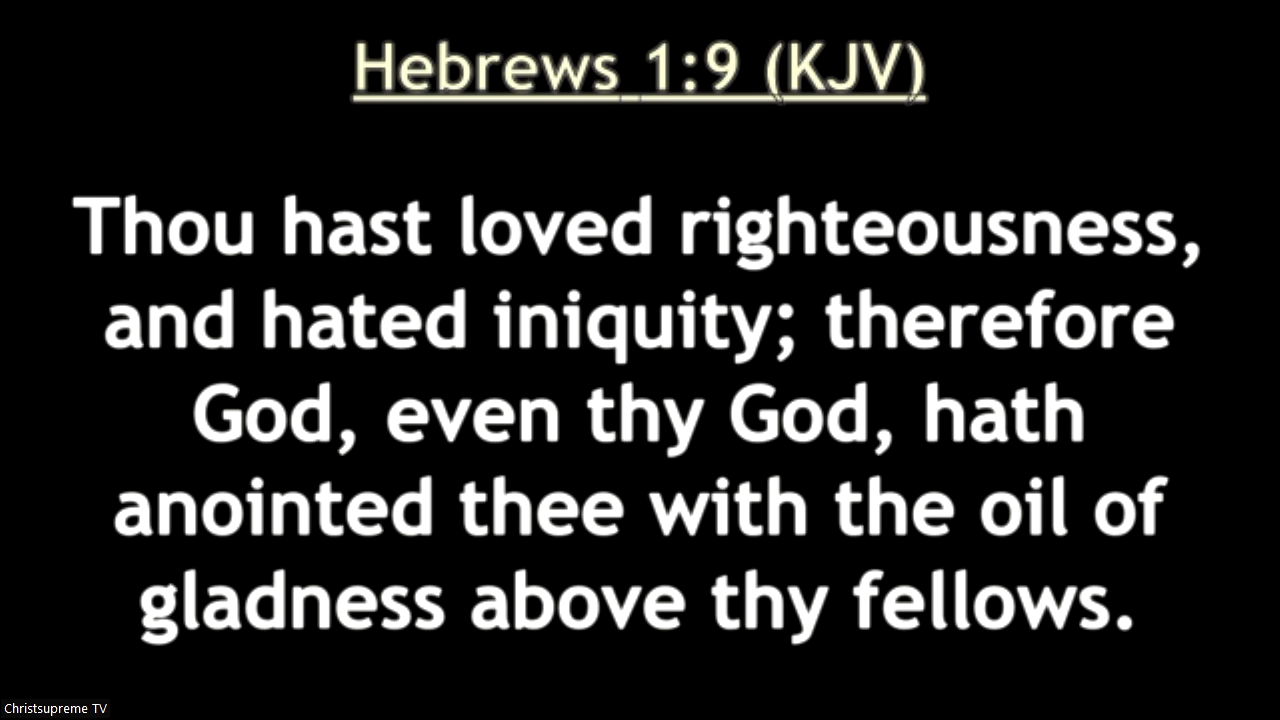 Hebrews 1:9 (KJV)
Thou hast loved righteousness,
and hated iniquity; therefore
God, even thy God, hath
anointed thee with the oil of
gladness above thy fellows.
Christsupreme TV